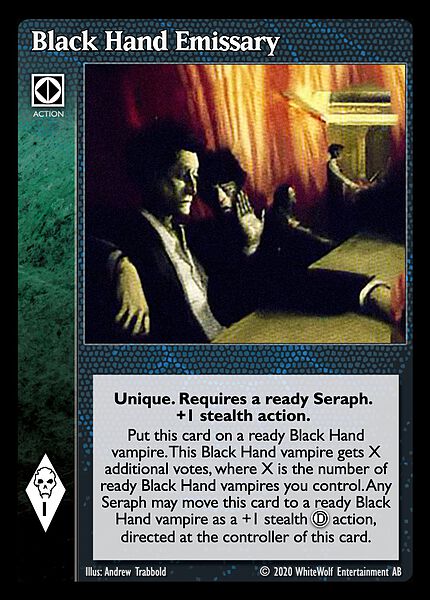 Black Hand Emissary
ACTION
Unique. Requires a ready Seraph.
+1 stealth action.
Put this card on a ready Black Hand
vampire. This Black Hand vampire gets X
additional votes, where X is the number of
ready Black Hand vampires you control. Any
Seraph may move this card to a ready Black
Hand vampire as a +1 stealth Ⓓ action,
directed at the controller of this card.
1
Illus: Andrew Trabbold © 2020 WhiteWolf Entertainment AB